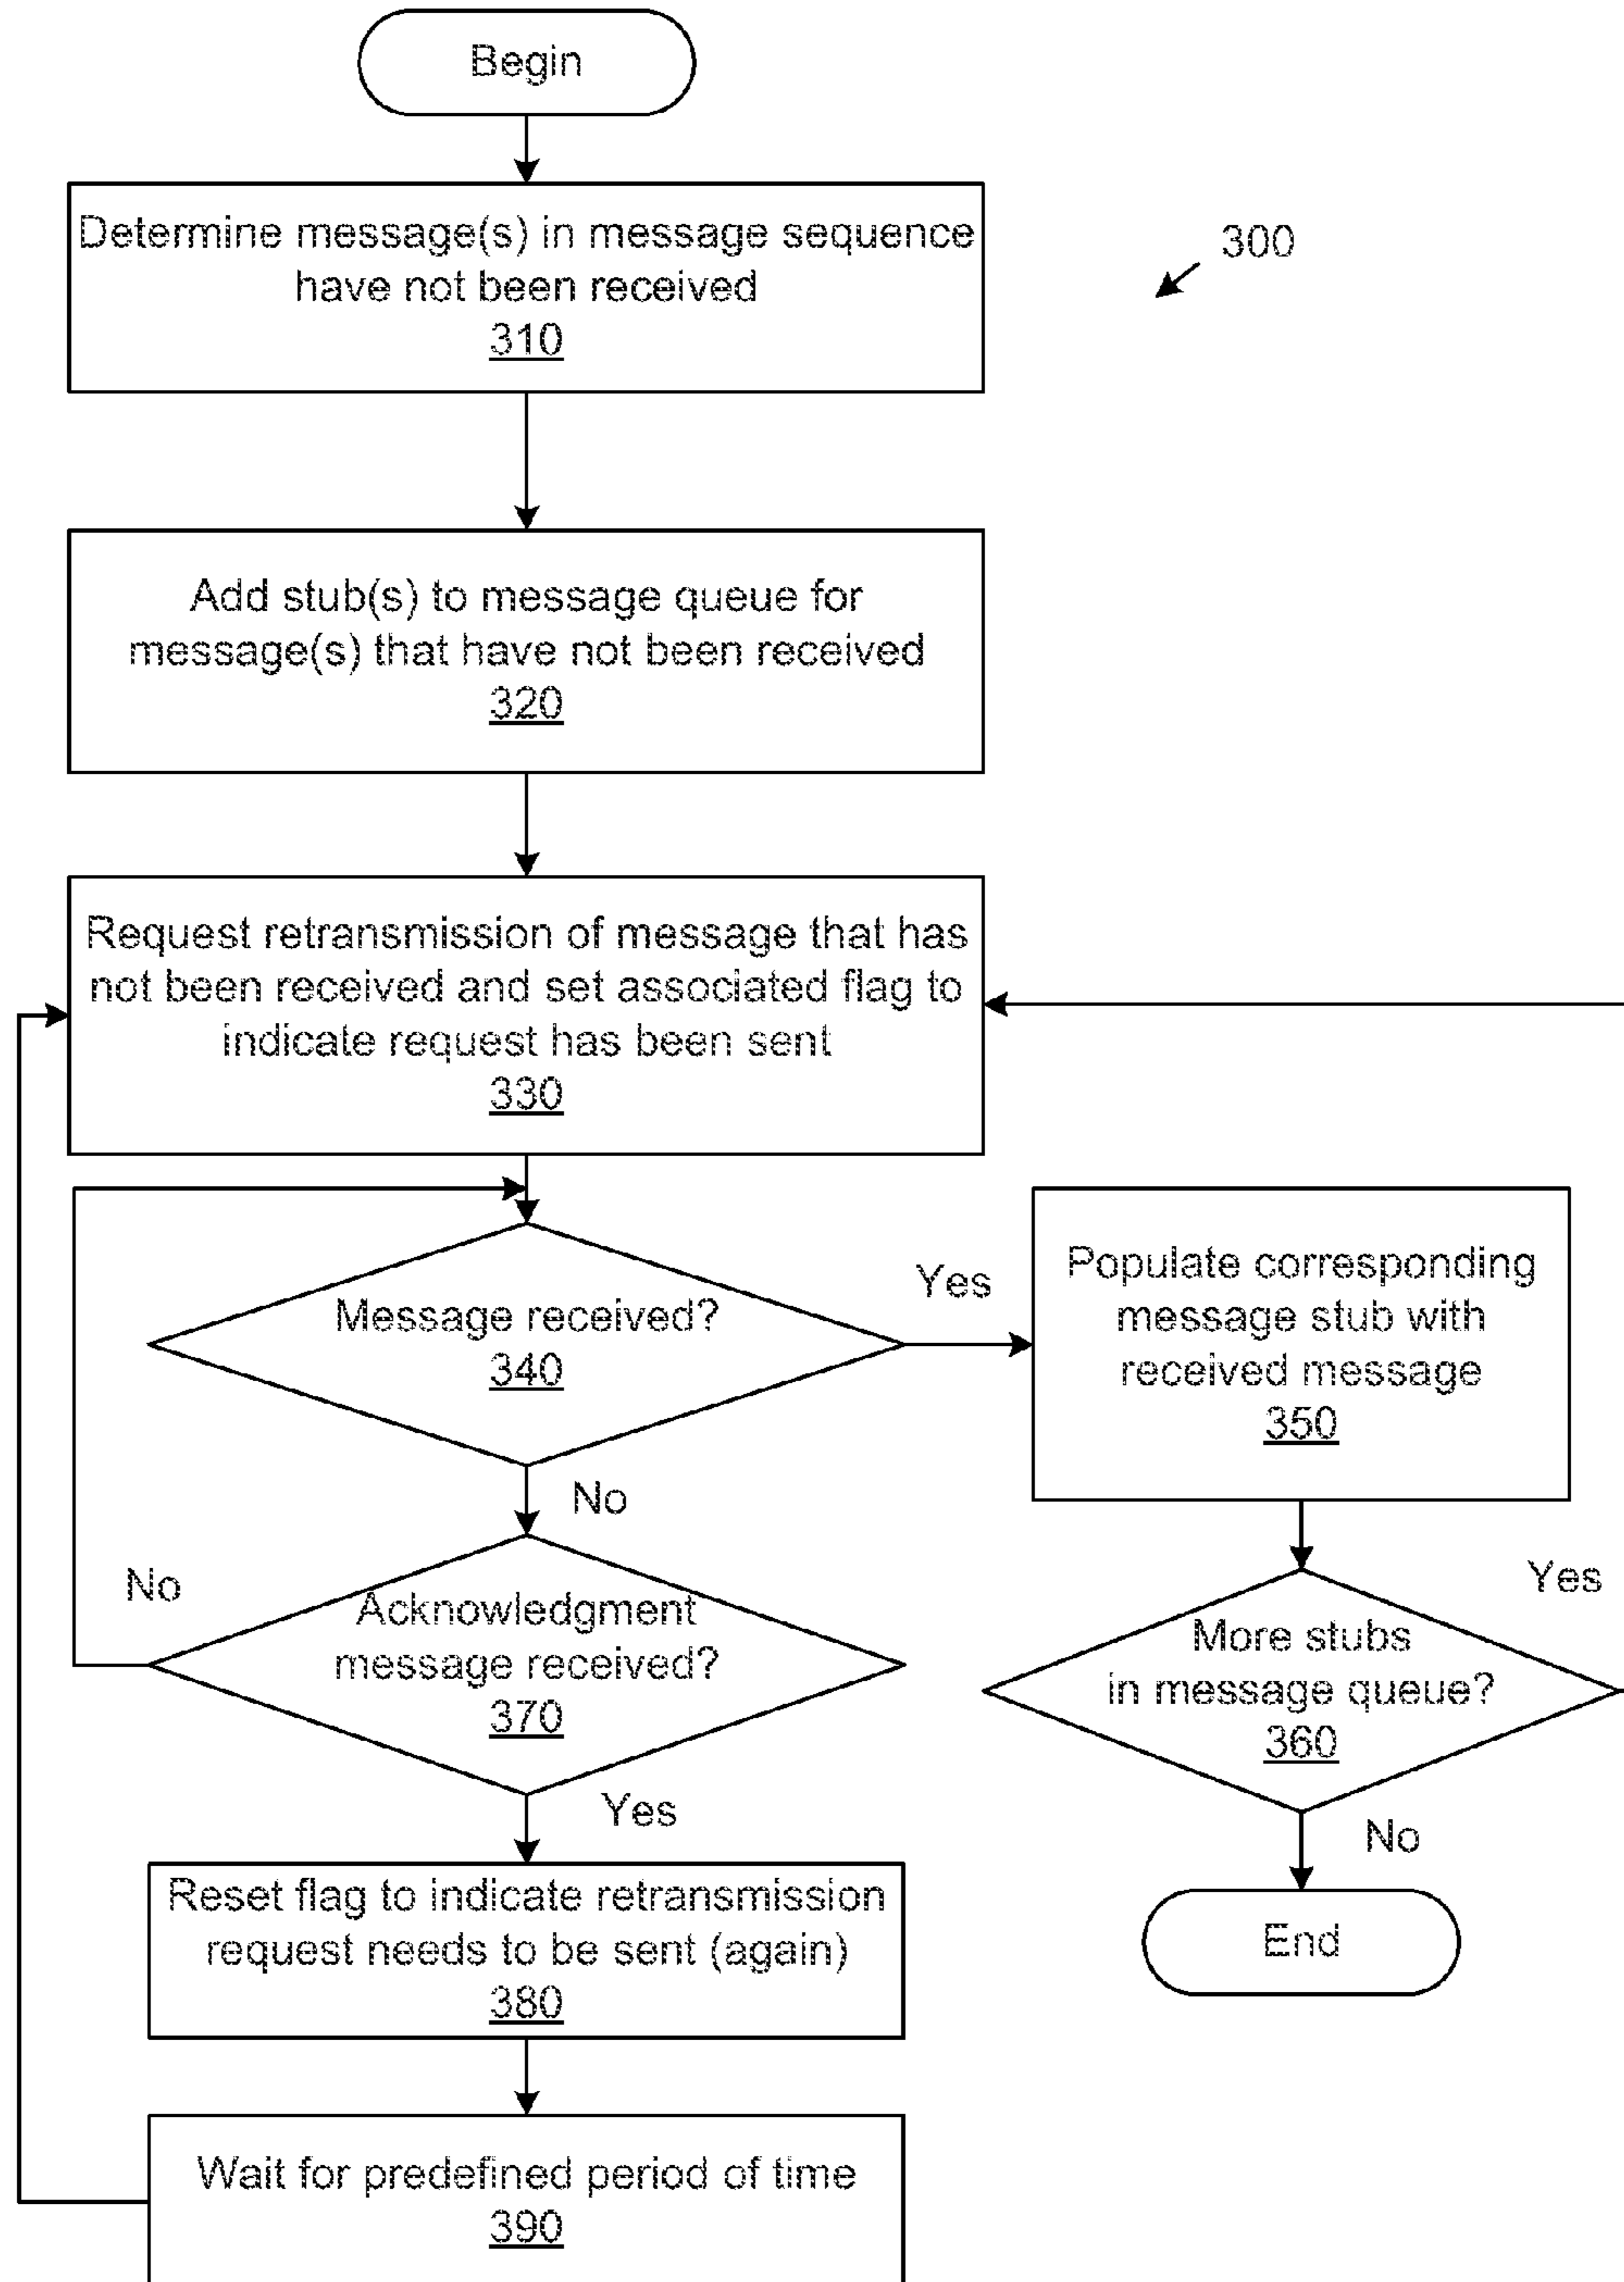 Begin
Determine message(s) in message sequence
have not been received
310
300
Add stub(s) to message queue for
message(s) that have not been received
320
Request retransmission of message that has
not been received and set associated flag to
indicate request has been sent
330
Message received?
340
Yes
Populate corresponding
message stub with
received message
350
No
No
Acknowledgment
message received?
370
Yes
More stubs
in message queue?
360
Yes
No
Reset flag to indicate retransmission
request needs to be sent (again)
380
End
Wait for predefined period of time
390